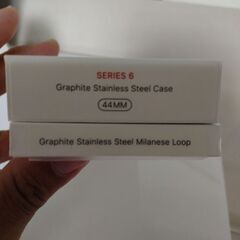 SERIES 6
Graphite Stainless Steel Case
44MM
Graphite Stainless Steel Milanese Loop